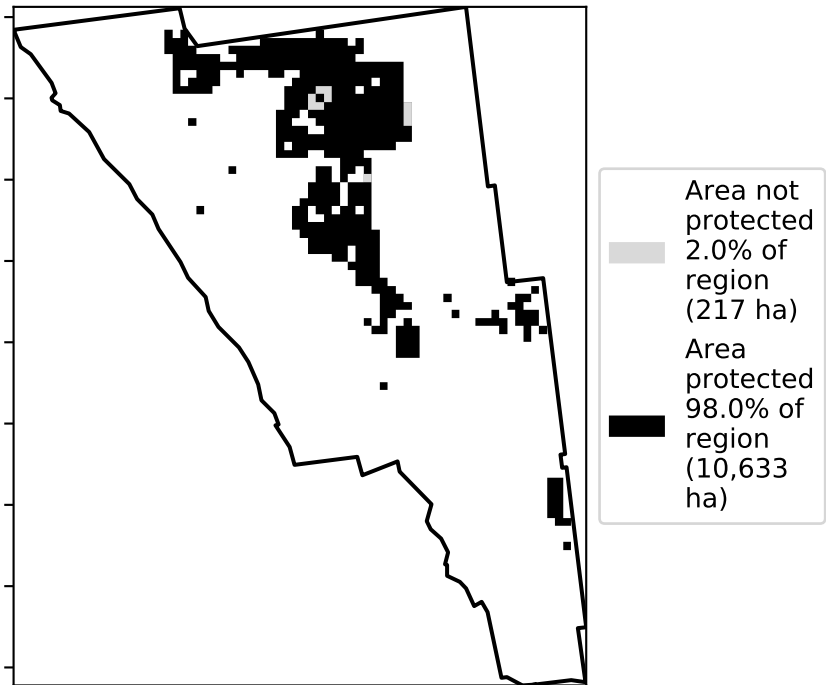 Area not
protected
2.0% of
region
(217 ha)
Area
protected
98.0% of
region
(10,633
ha)